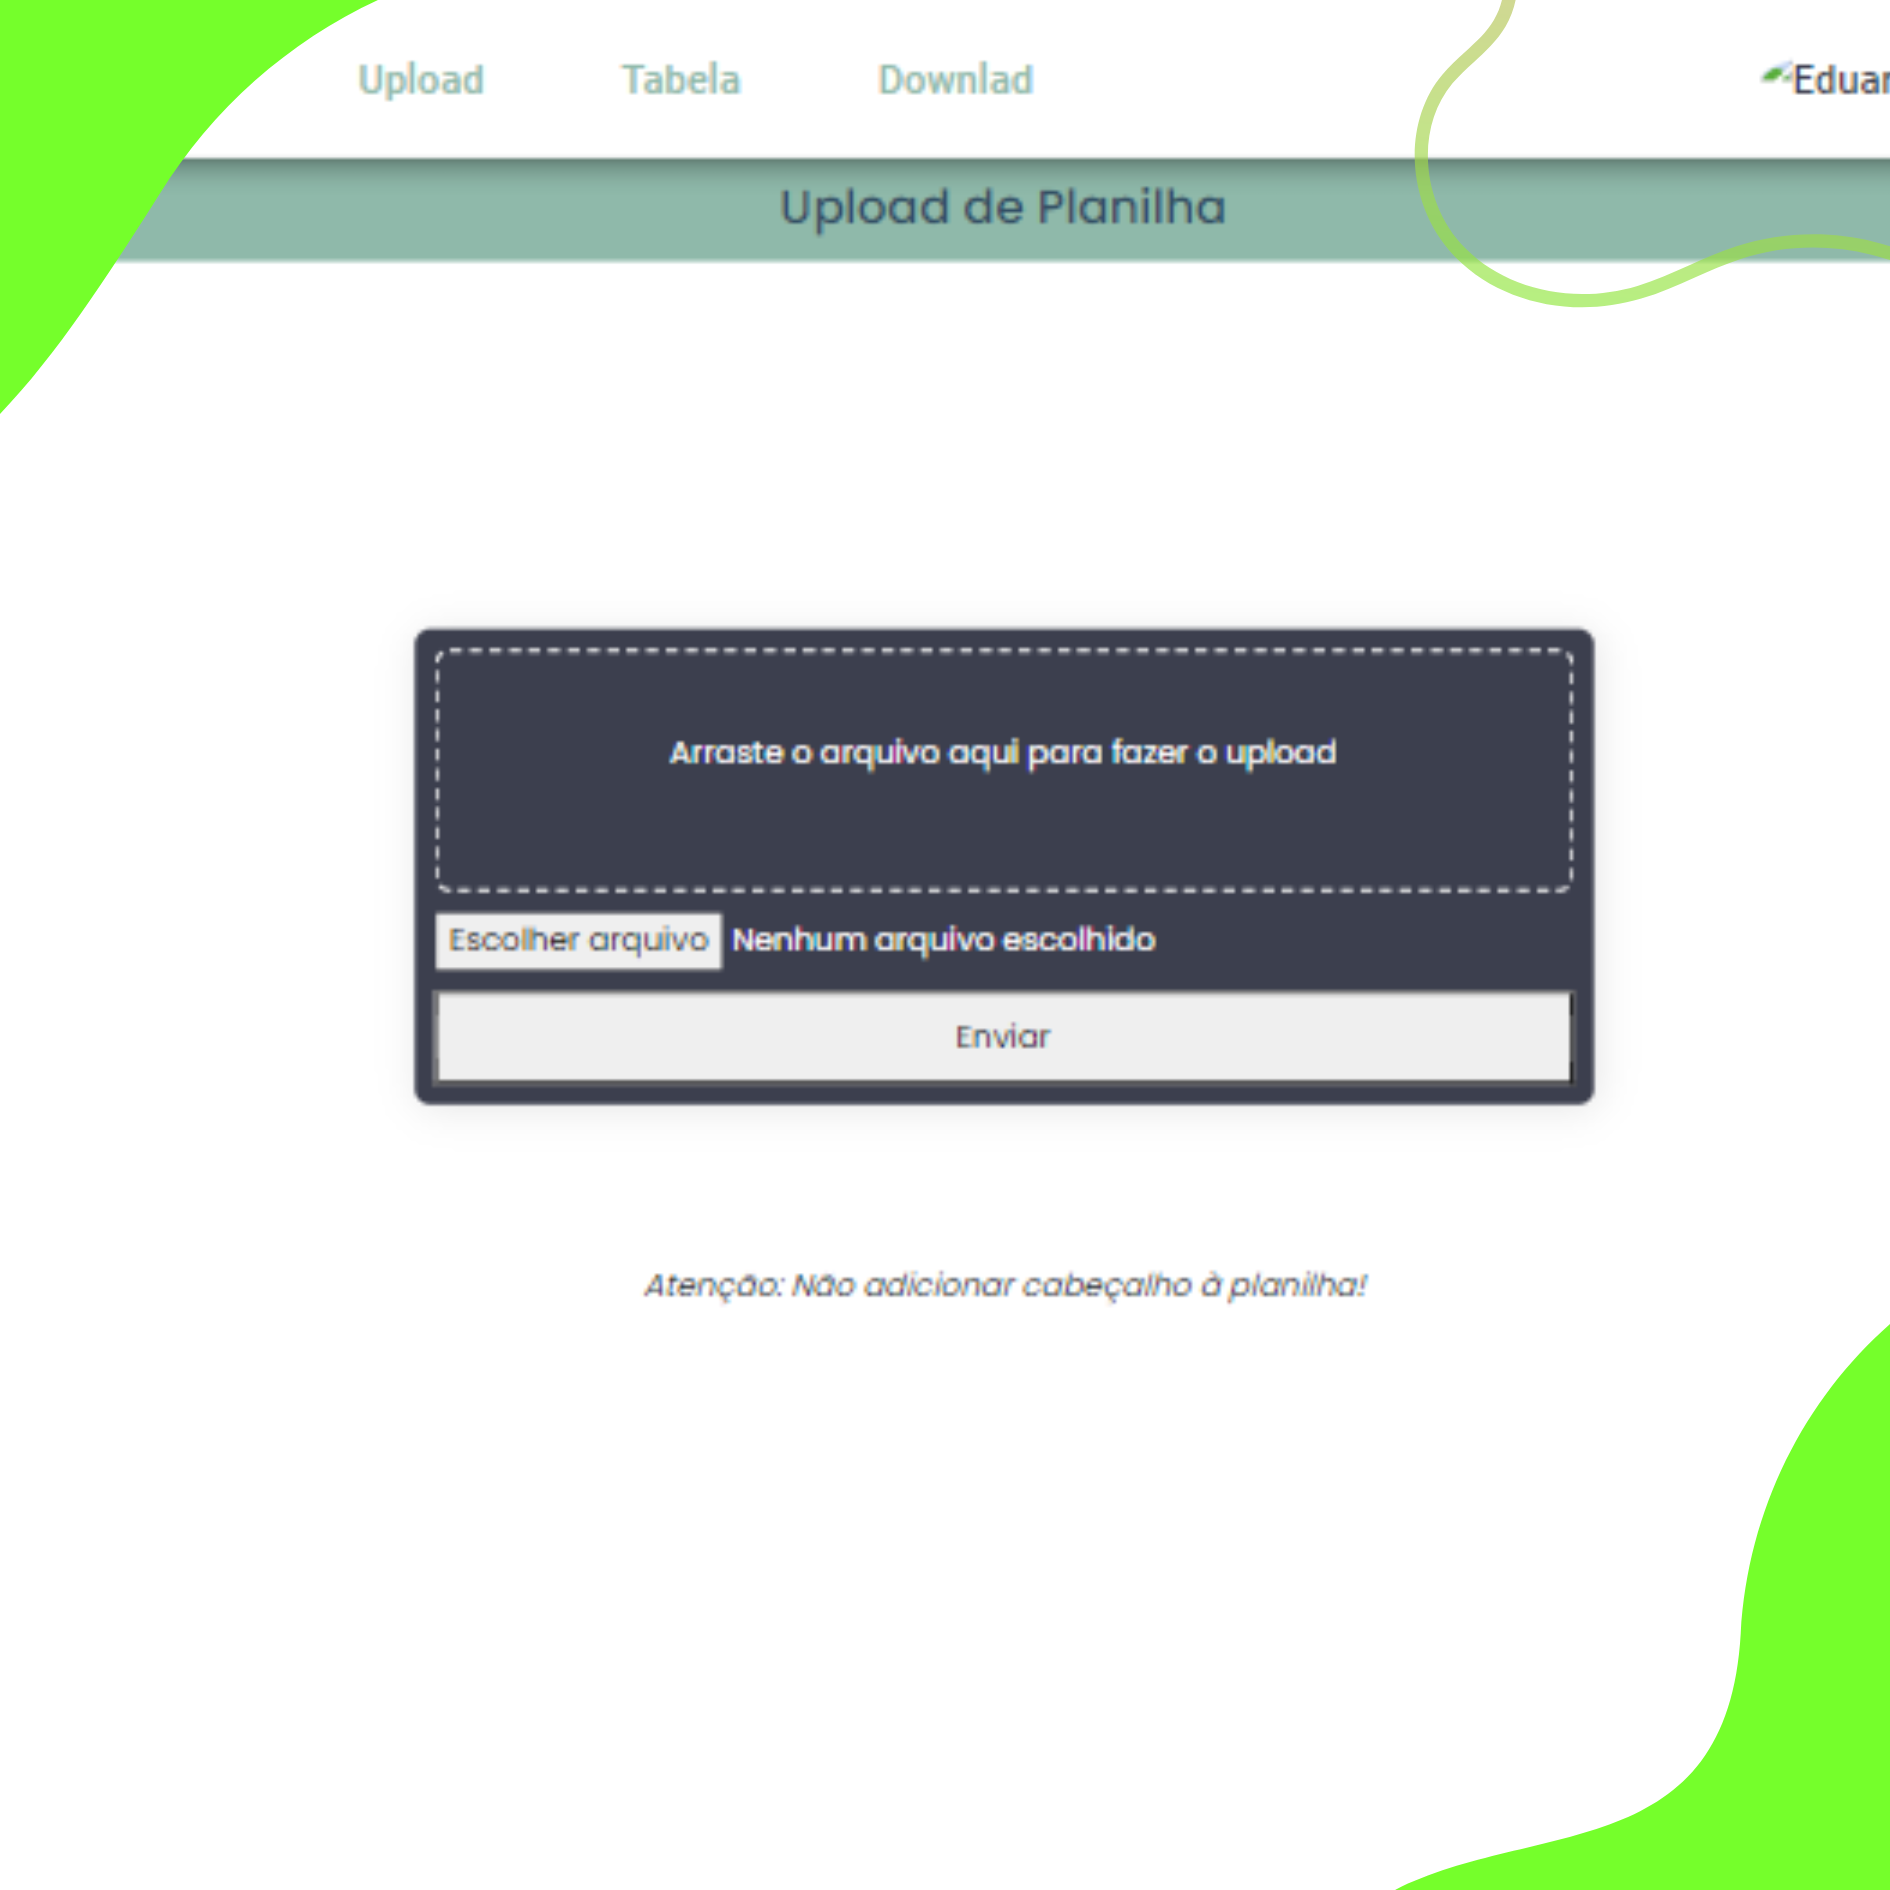 Upload Tabela Downlad Eduar
Upload de Planilha
Arraste o arquivo aqui para fazer o upload
Escolher arquivo Nenhum arquivo escolhido
Enviar
Atenção: Não adicionar cabeçalho à planilha!